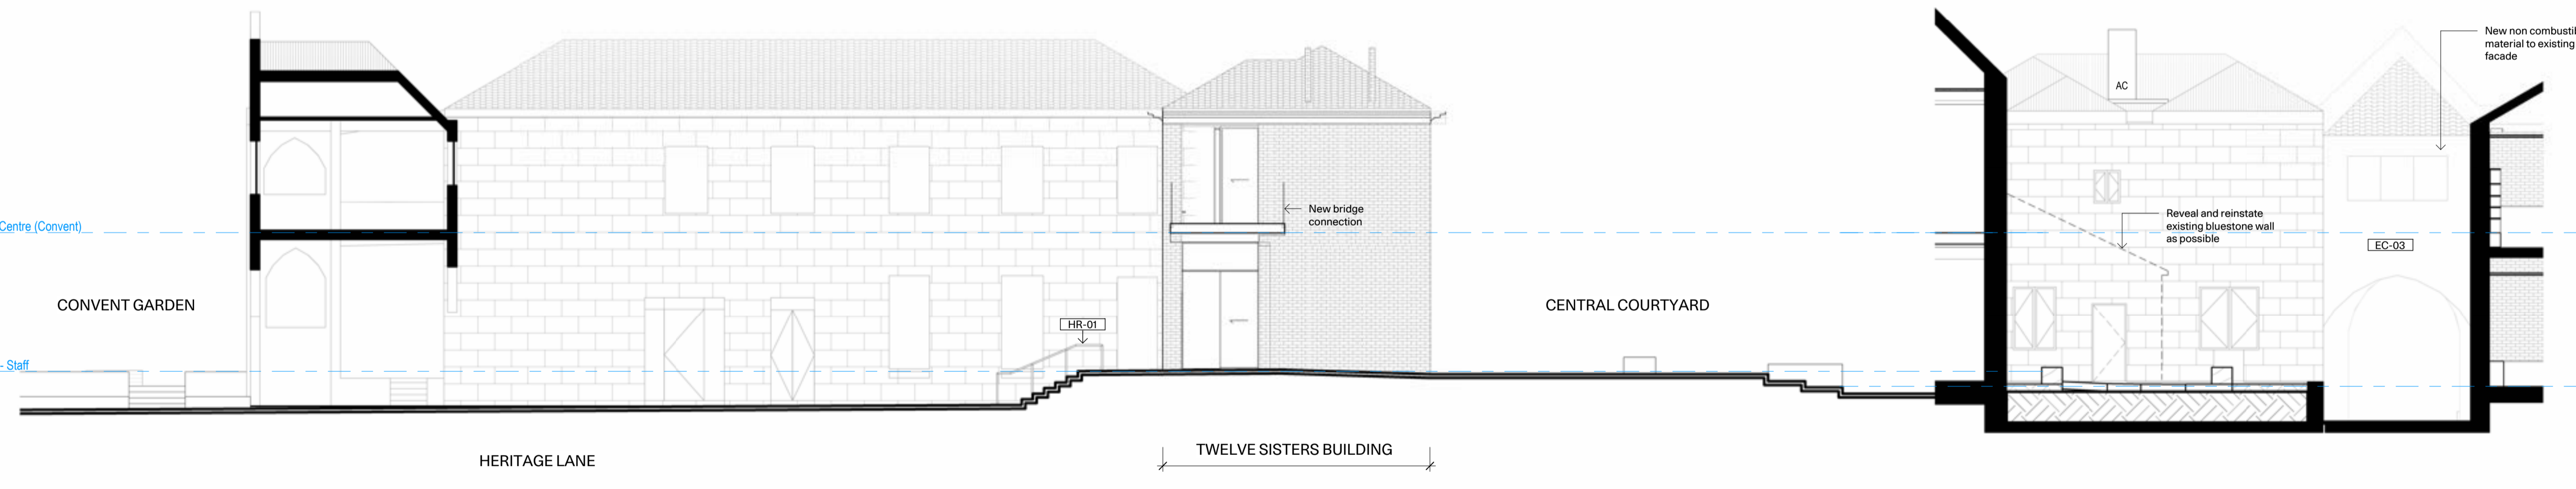 New non combustil
material to existing
facade
AC
New bridge
connection
Reveal and reinstate
existing bluestone wall
as possible
Centre (Convent)
EC-03
CONVENT GARDEN
CENTRAL COURTYARD
HR-01
- Staff
TWELVE SISTERS BUILDING
HERITAGE LANE